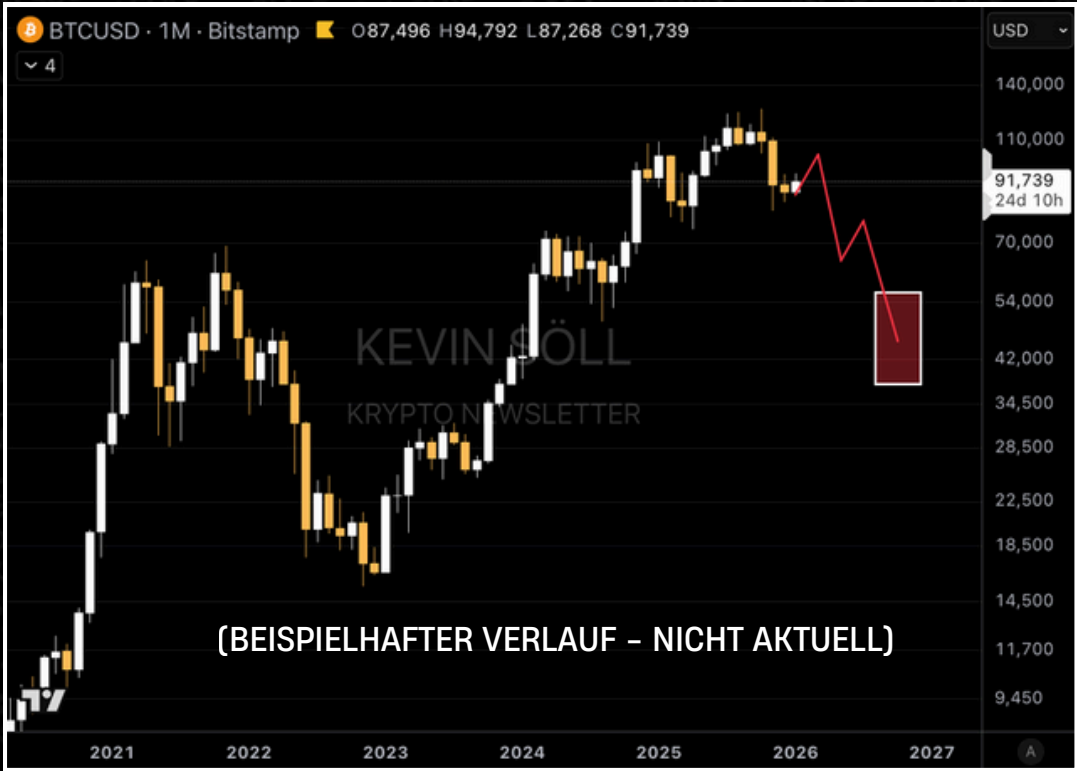 BTCUSD · 1M · Bitstamp O87,496 H94,792 L87,268 C91,739
USD
4
140,000
110,000
91,739
24d 10h
70,000
54,000
42,000
34,500
28,500
22,500
18,500
14,500
11,700
9,450
KEVIN SÖLL
KRYPTO NEWSLETTER
(BEISPIELHAFTER VERLAUF – NICHT AKTUELL)
2021 2022 2023 2024 2025 2026 2027
A